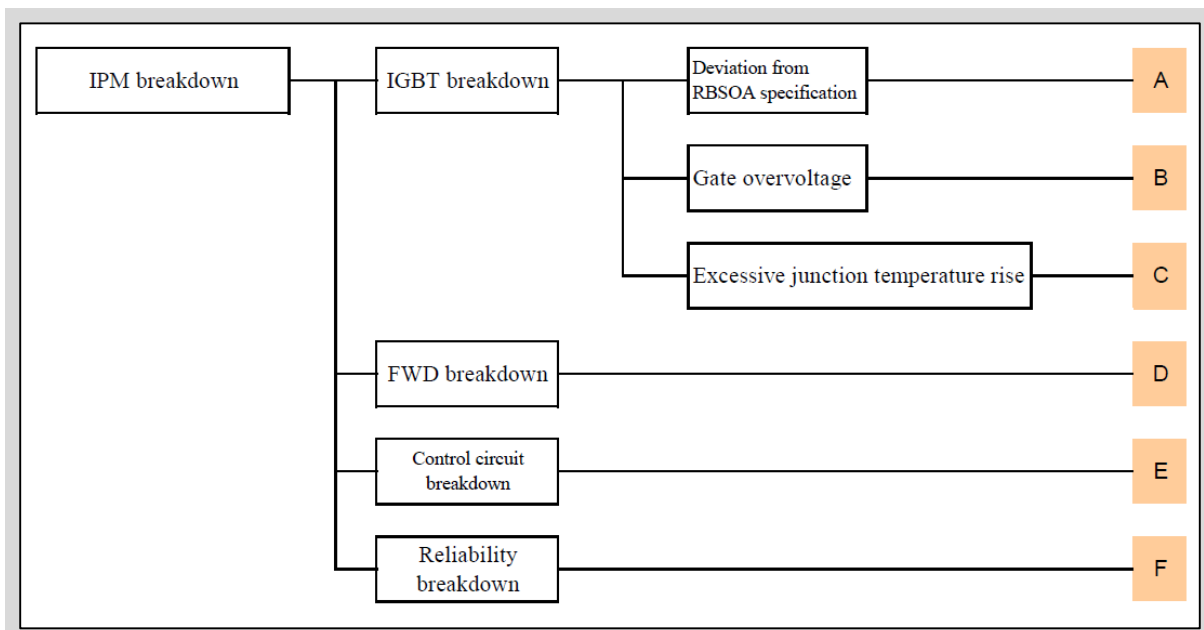 IPM breakdown
IGBT breakdown
Deviation from
RBSOA specification
A
Gate overvoltage
B
Excessive junction temperature rise
C
FWD breakdown
D
Control circuit
breakdown
E
Reliability
breakdown
F